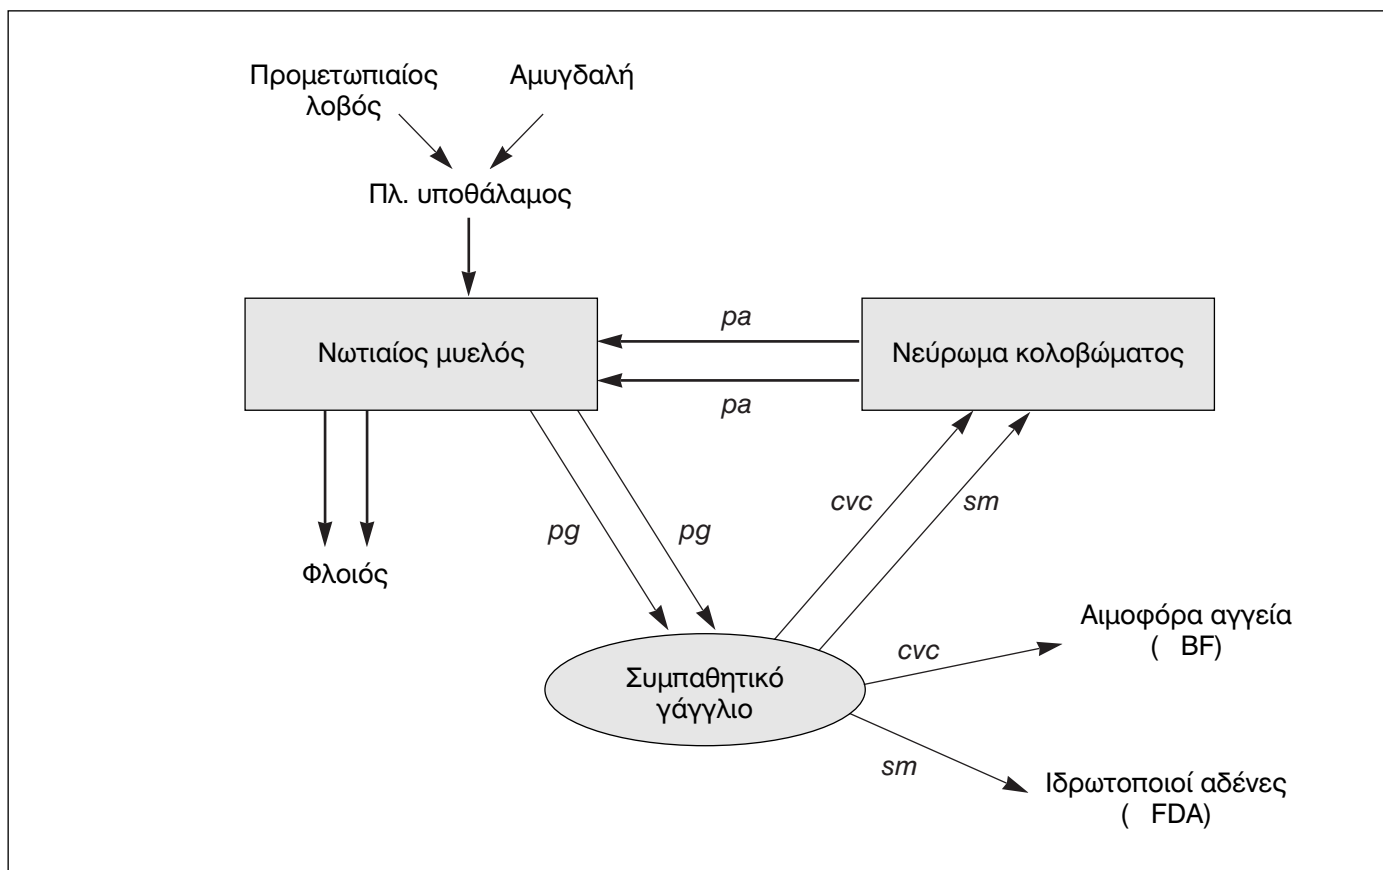 Προμετωπιαίος
λοβός
Αμυγδαλή
Πλ. υποθάλαμος
pa
Νωτιαίος μυελός
Νεύρωμα κολοβώματος
pa
cvc
sm
pg
pg
Φλοιός
Αιμοφόρα αγγεία
( BF)
cvc
Συμπαθητικό
γάγγλιο
sm
Ιδρωτοποιοί αδένες
( FDA)